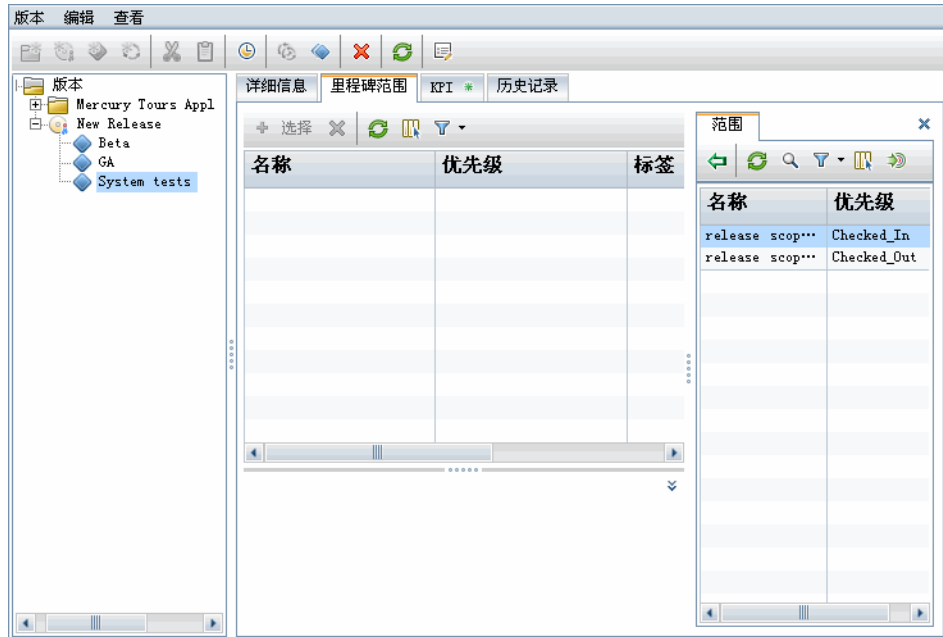 版本 编辑 查看
版本
Mercury Tours Appl
New Release
Beta
GA
System tests
详细信息 里程碑范围 KPI * 历史记录
选择
名称 优先级 标签
范围
名称 优先级
release scop··· Checked_In
release scop··· Checked_Out